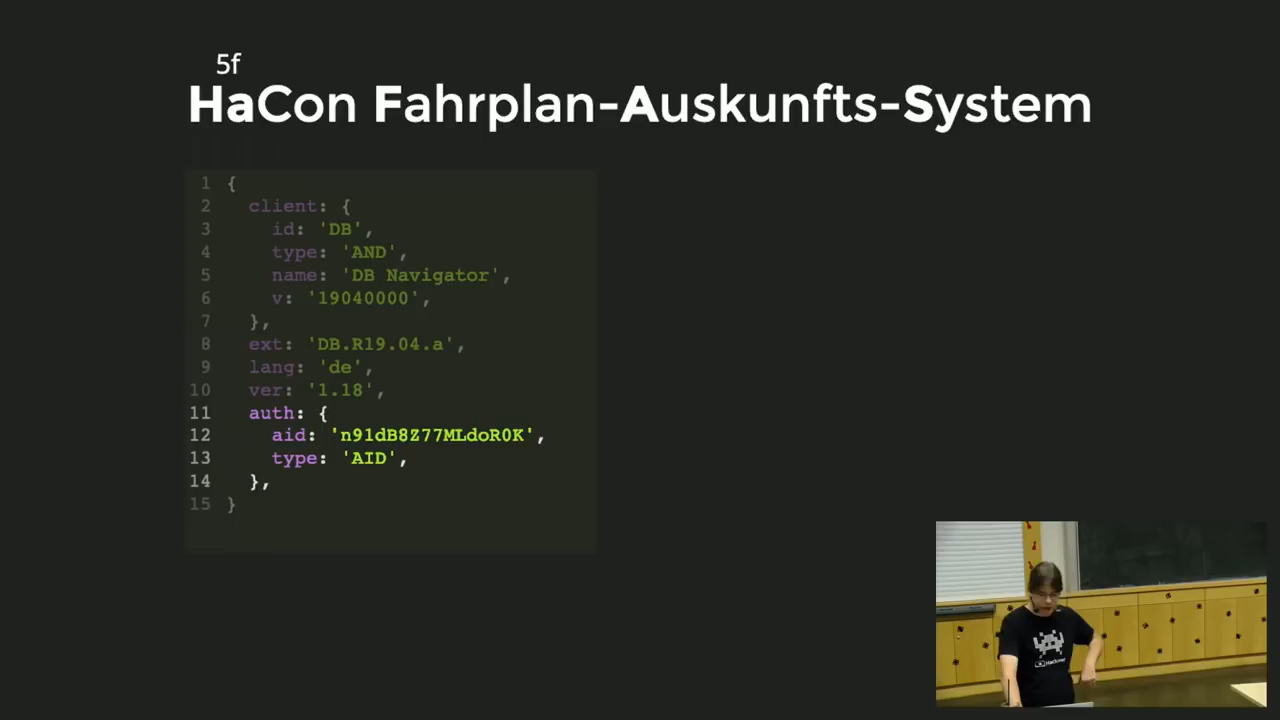 5f
HaCon Fahrplan-Auskunfts-System
1 {
2 client: {
3 id: 'DB',
4 type: 'AND',
5 name: 'DB Navigator',
6 v: '19040000',
7 },
8 ext: 'DB.R19.04.a',
9 lang: 'de',
10 ver: '1.18',
11 auth: {
12 aid: 'n91dB8Z77MLdoR0K',
13 type: 'AID',
14 },
15 }